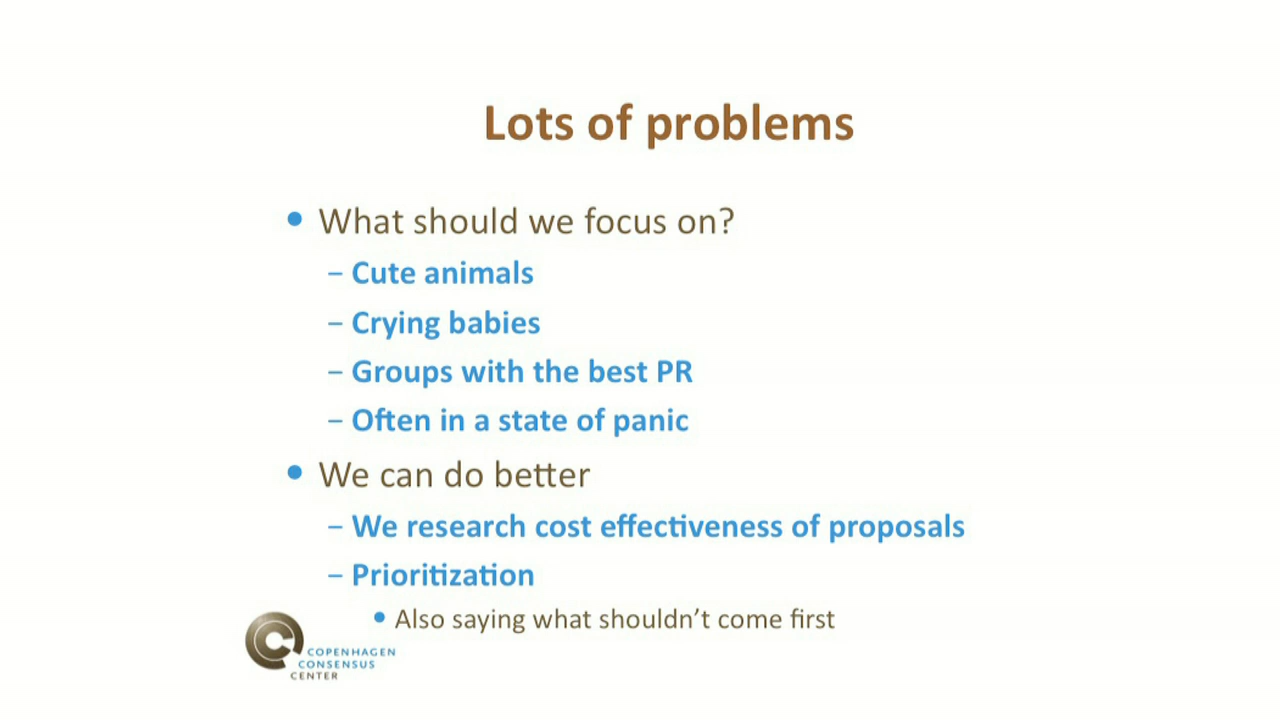 Lots of problems
• What should we focus on?
– Cute animals
– Crying babies
– Groups with the best PR
– Often in a state of panic
• We can do better
– We research cost effectiveness of proposals
– Prioritization
• Also saying what shouldn’t come first
COPENHAGEN
CONSENSUS
CENTER